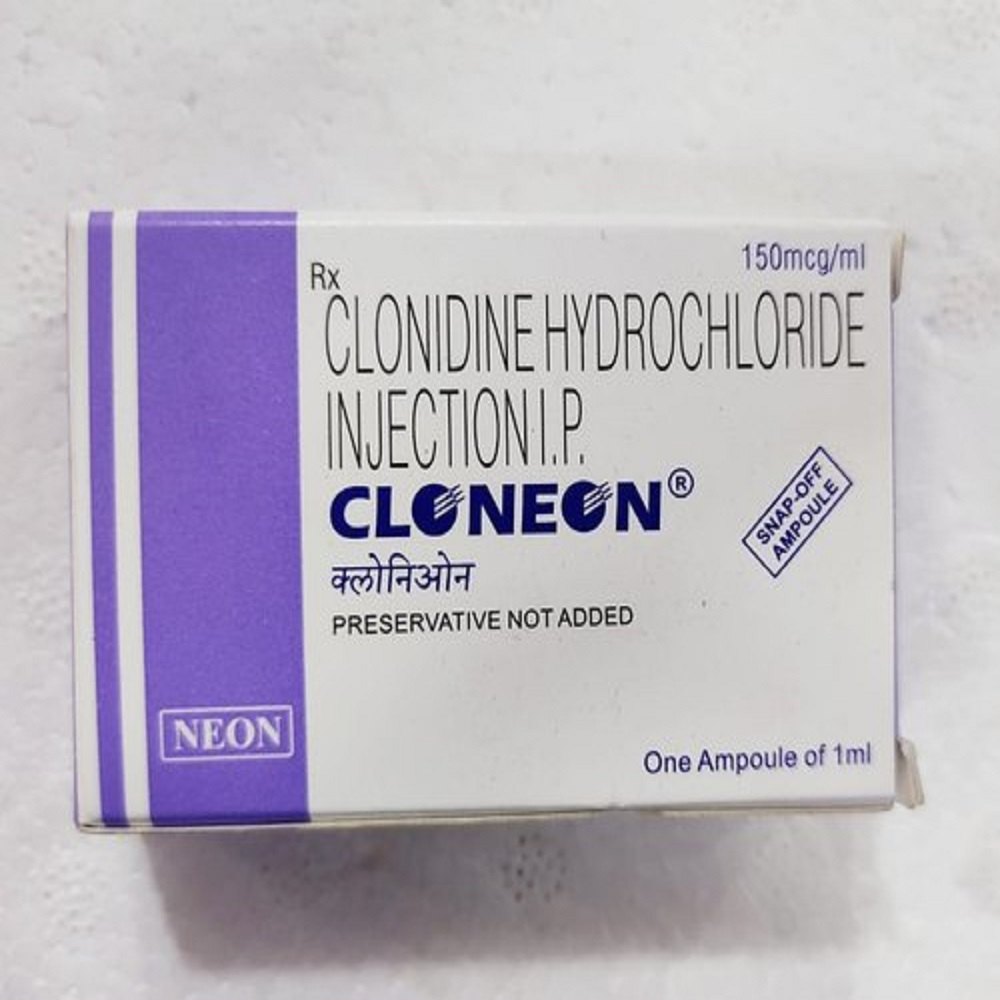 150mcg/ml
Rx
CLONIDINE HYDROCHLORIDE
INJECTION I.P.
CLONEON®
क्लोनिओन
PRESERVATIVE NOT ADDED
SNAP-OFF
AMPOULE
NEON
One Ampoule of 1ml